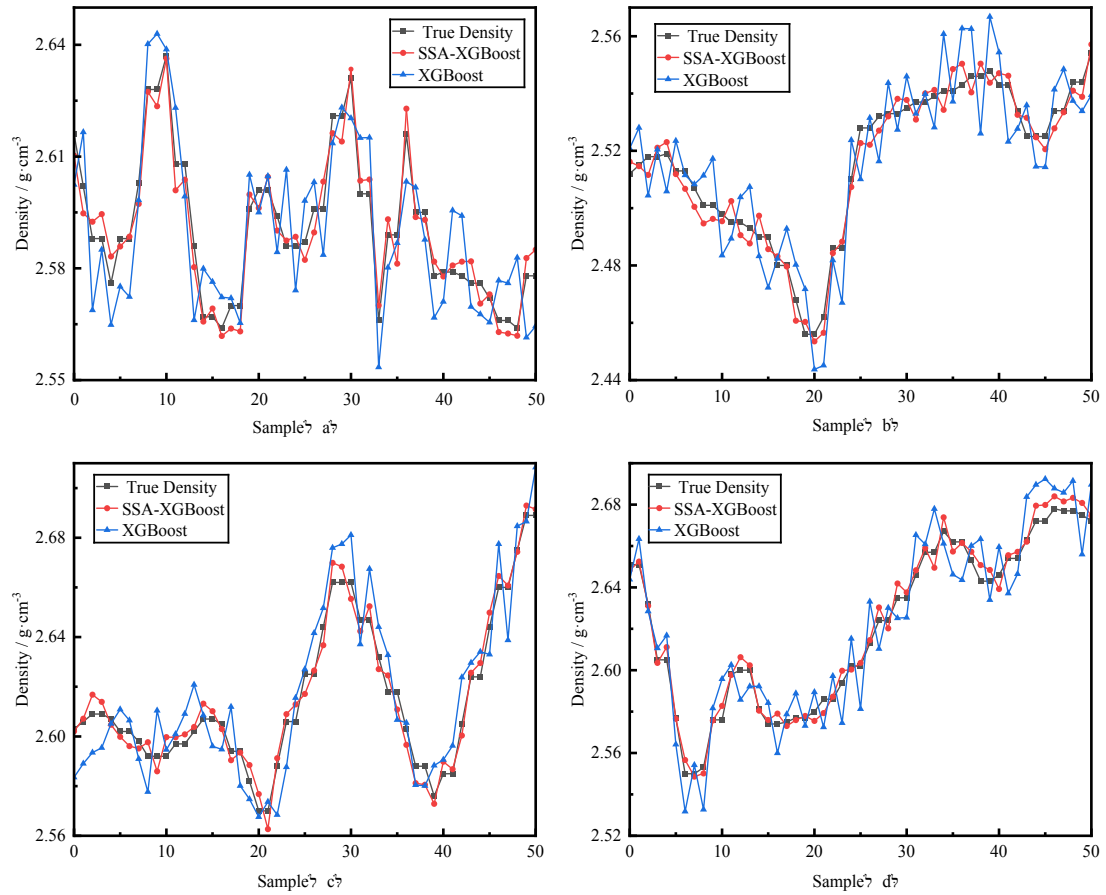 2.64
2.61
2.58
2.55
Density / g·cm⁻³
True Density
SSA-XGBoost
XGBoost
0 10 20 30 40 50
Sample a
2.56
2.52
2.48
2.44
Density / g·cm⁻³
True Density
SSA-XGBoost
XGBoost
0 10 20 30 40 50
Sample b
2.68
2.64
2.60
2.56
Density / g·cm⁻³
True Density
SSA-XGBoost
XGBoost
0 10 20 30 40 50
Sample c
2.68
2.64
2.60
2.56
2.52
Density / g·cm⁻³
True Density
SSA-XGBoost
XGBoost
0 10 20 30 40 50
Sample d